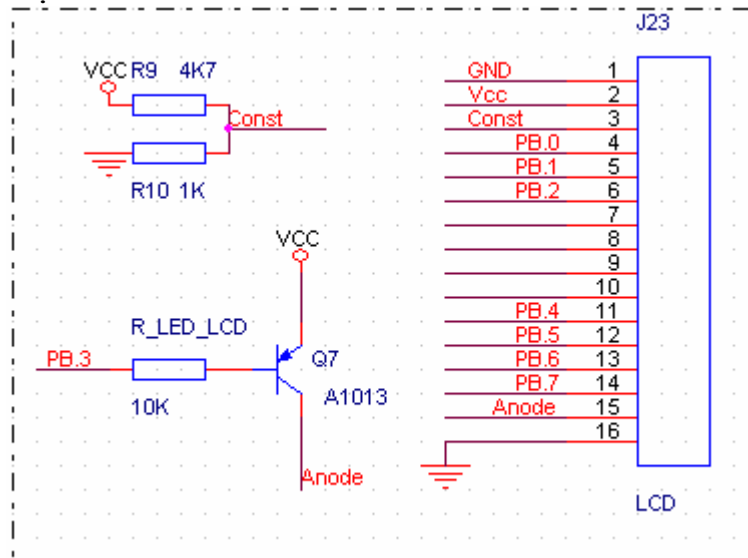 J23
VCC R9 4K7
Const
R10 1K
VCC
R_LED_LCD
PB.3
Q7
10K
A1013
Anode
GND 1
Vcc 2
Const 3
PB.0 4
PB.1 5
PB.2 6
7
8
9
10
PB.4 11
PB.5 12
PB.6 13
PB.7 14
Anode 15
16
LCD